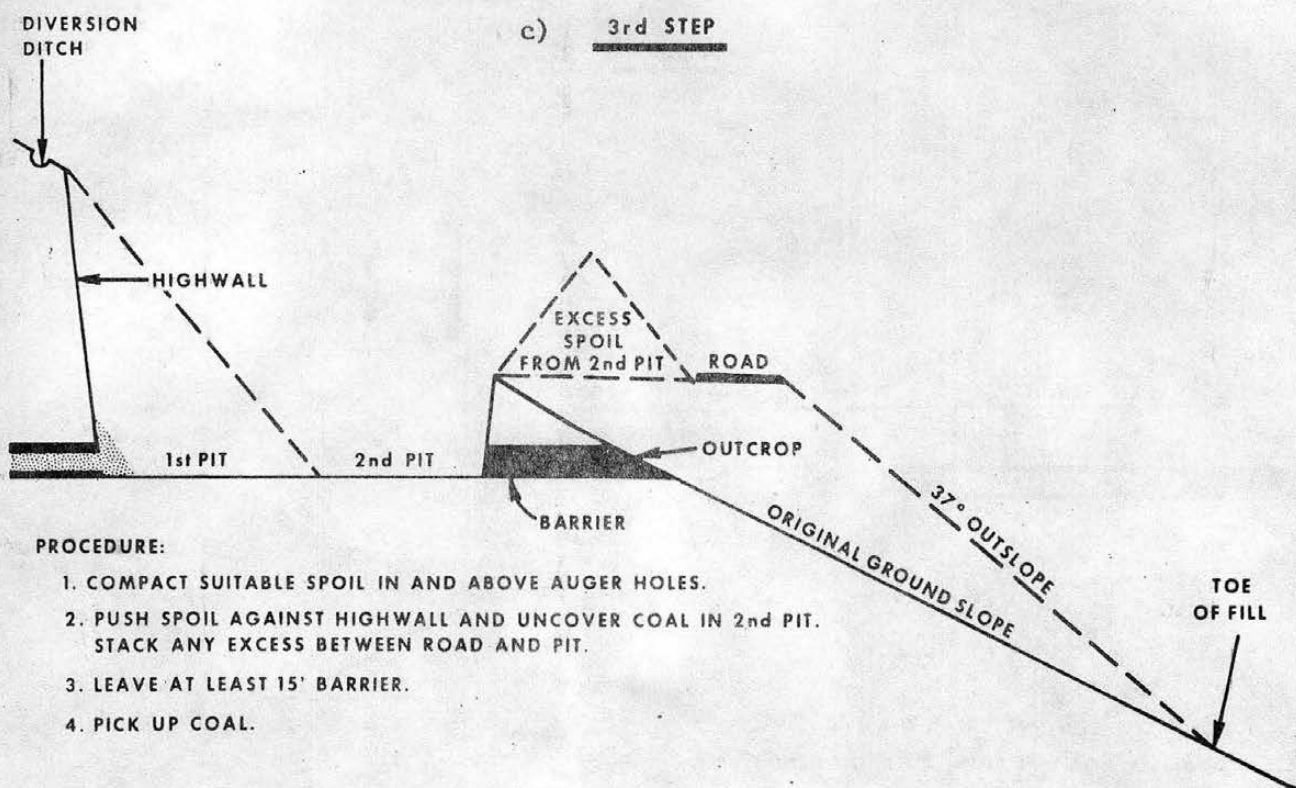 DIVERSION
DITCH
c) 3rd STEP
HIGHWALL
EXCESS
SPOIL
FROM 2nd PIT
ROAD
1st PIT
2nd PIT
OUTCROP
BARRIER
37° OUTSLOPE
ORIGINAL GROUND SLOPE
TOE
OF FILL
PROCEDURE:
1. COMPACT SUITABLE SPOIL IN AND ABOVE AUGER HOLES.
2. PUSH SPOIL AGAINST HIGHWALL AND UNCOVER COAL IN 2nd PIT.
STACK ANY EXCESS BETWEEN ROAD AND PIT.
3. LEAVE AT LEAST 15' BARRIER.
4. PICK UP COAL.